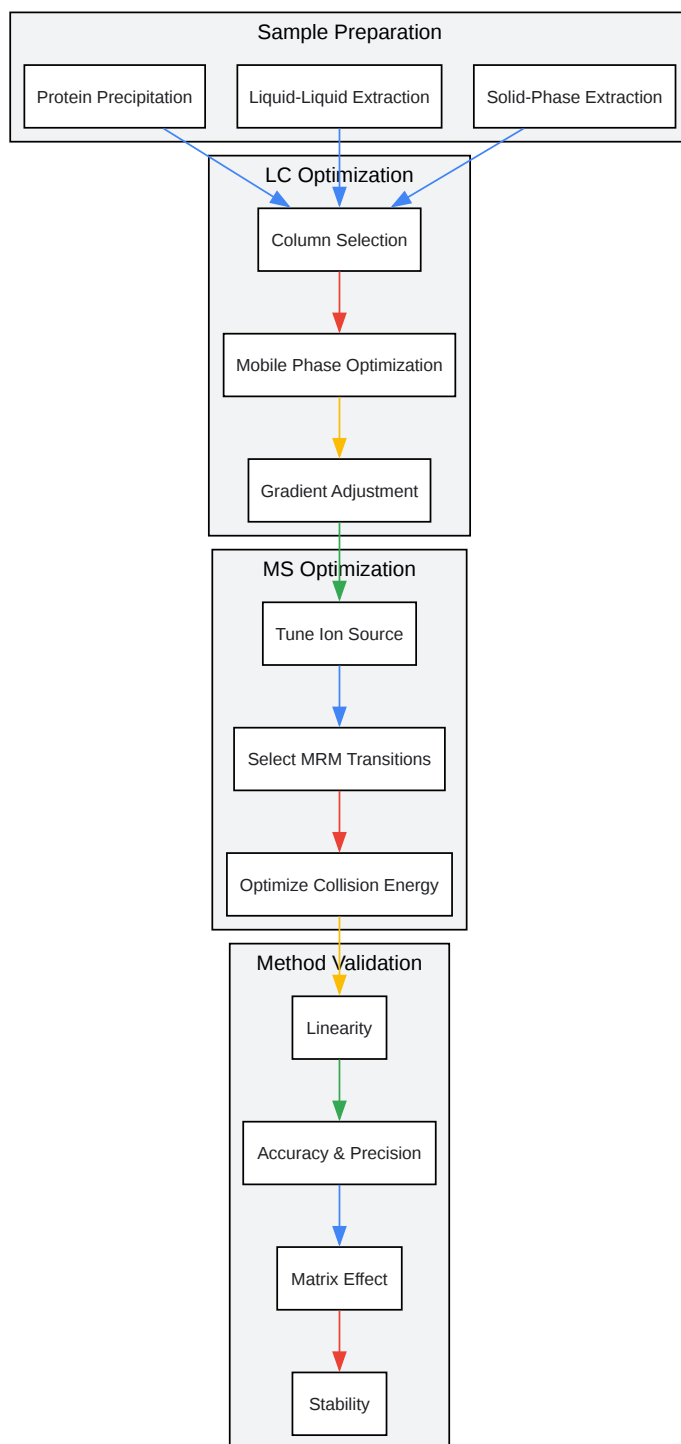 Sample Preparation
Protein Precipitation
Liquid-Liquid Extraction
Solid-Phase Extraction
LC Optimization
Column Selection
Mobile Phase Optimization
Gradient Adjustment
MS Optimization
Tune Ion Source
Select MRM Transitions
Optimize Collision Energy
Method Validation
Linearity
Accuracy & Precision
Matrix Effect
Stability